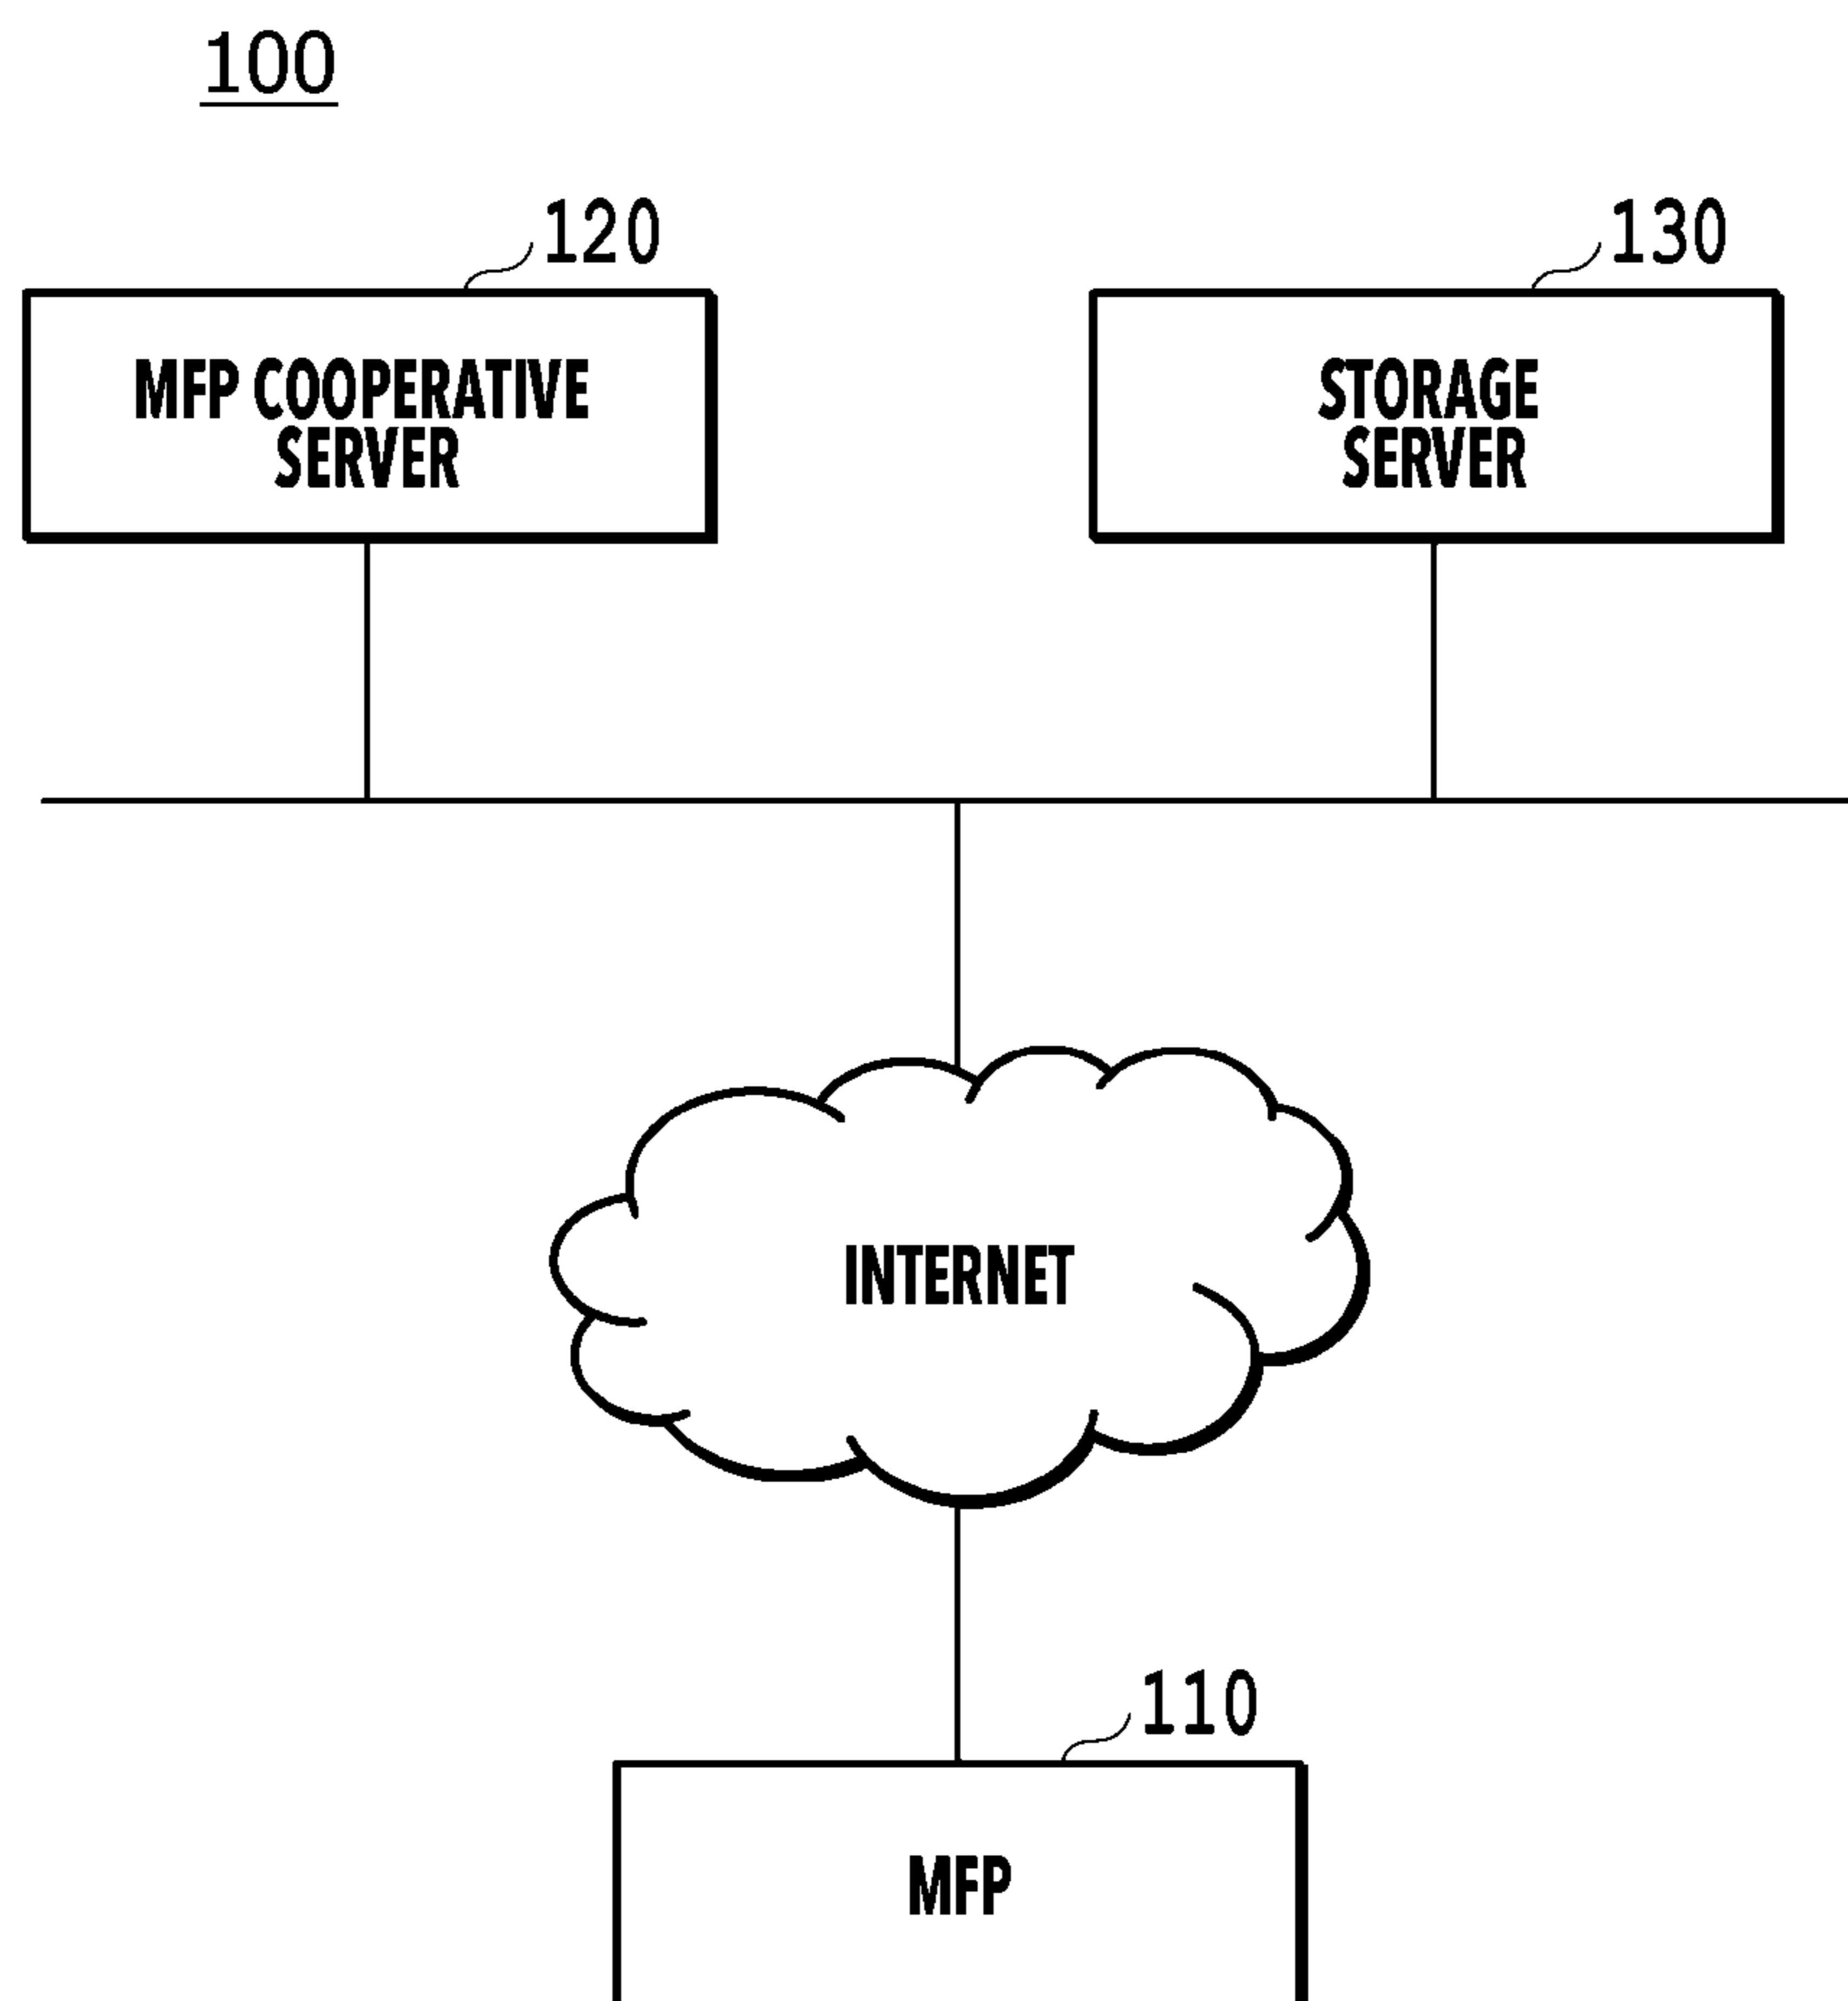 100
120
130
MFP COOPERATIVE
SERVER
STORAGE
SERVER
INTERNET
110
MFP